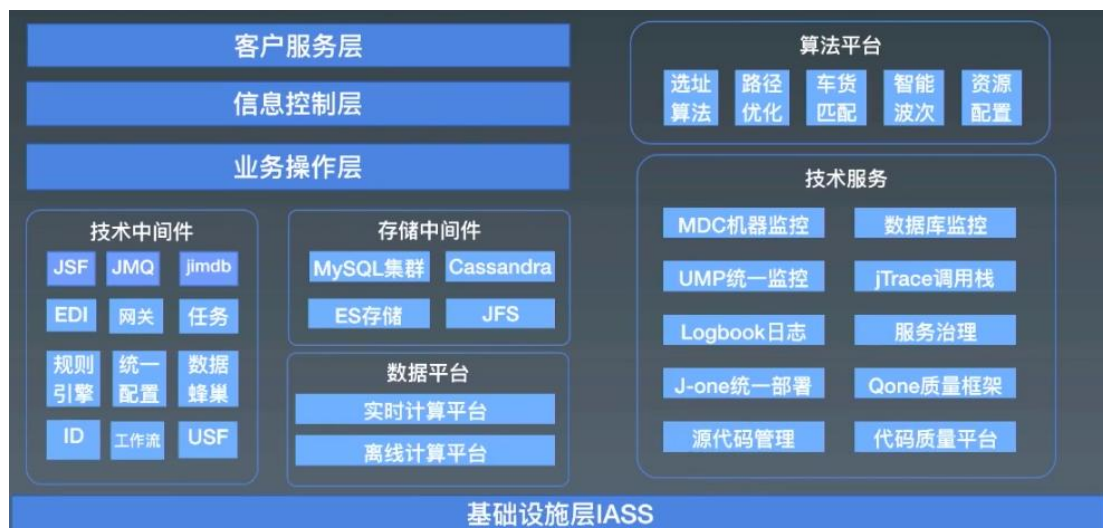 客户服务层
信息控制层
业务操作层
技术中间件
JSF JMQ jimdb
EDI 网关 任务
规则 统一 数据
引擎 配置 蜂巢
ID 工作流 USF
存储中间件
MySQL集群 Cassandra
ES存储 JFS
数据平台
实时计算平台
离线计算平台
算法平台
选址 路径 车货 智能 资源
算法 优化 匹配 波次 配置
技术服务
MDC机器监控 数据库监控
UMP统一监控 jTrace调用栈
Logbook日志 服务治理
J-one统一部署 Qone质量框架
源代码管理 代码质量平台
基础设施层IASS